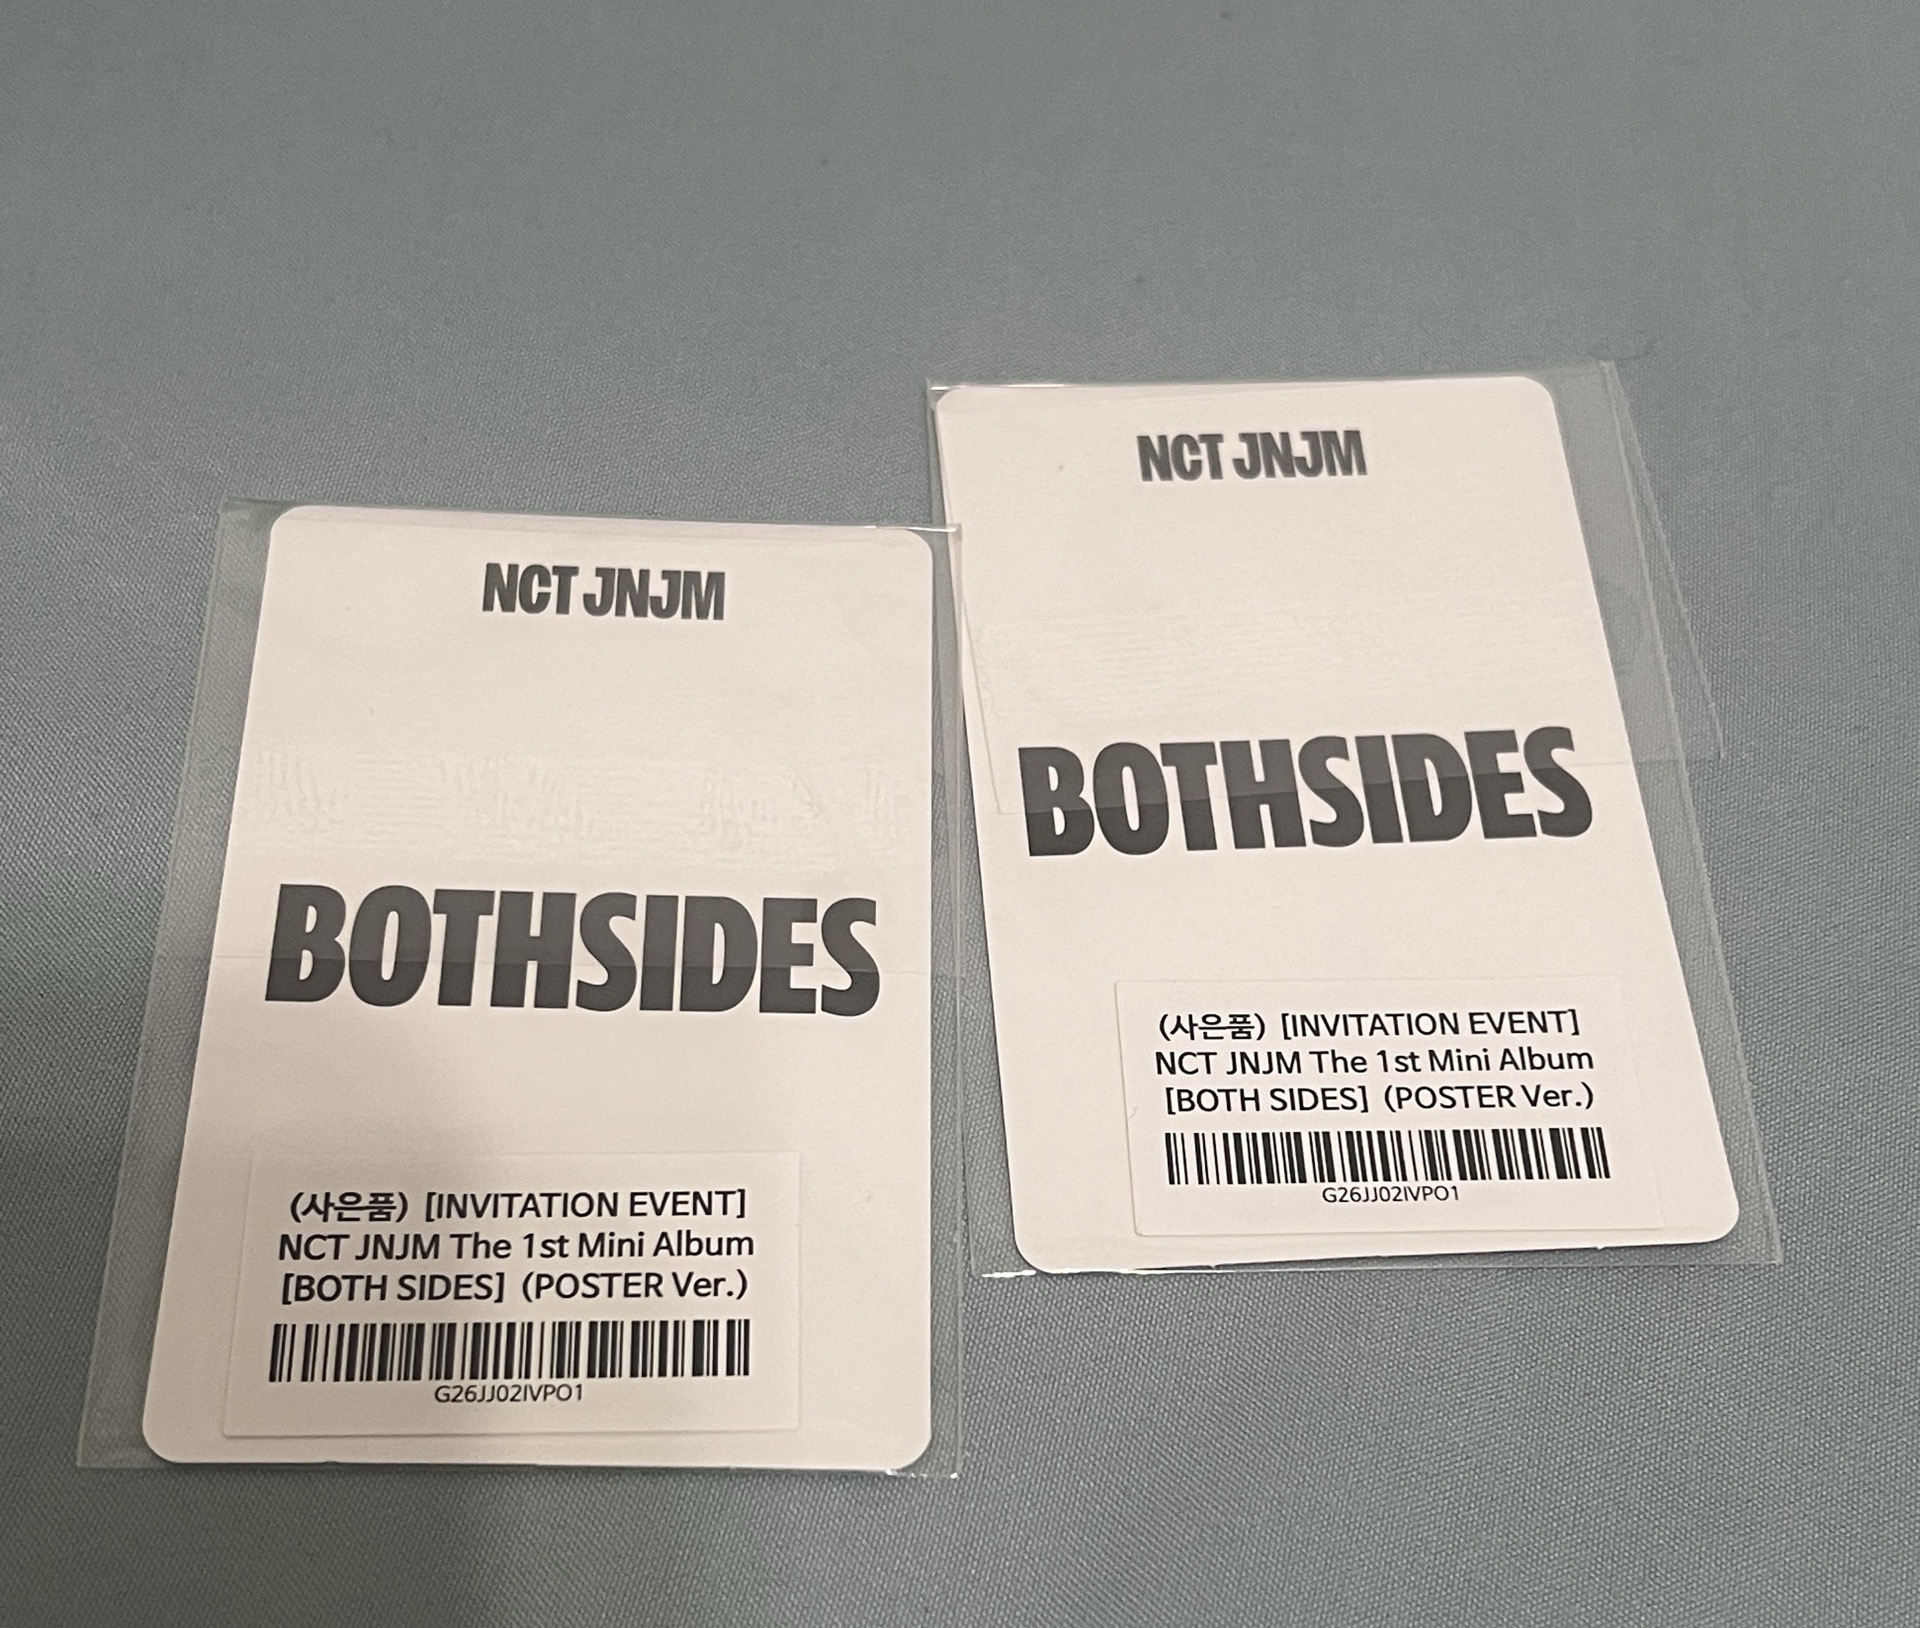 NCT JNJM
BOTHSIDES
(사은품) [INVITATION EVENT]
NCT JNJM The 1st Mini Album
[BOTH SIDES] (POSTER Ver.)
G26JJ02IVPO1
NCT JNJM
BOTHSIDES
(사은품) [INVITATION EVENT]
NCT JNJM The 1st Mini Album
[BOTH SIDES] (POSTER Ver.)
G26JJ02IVPO1